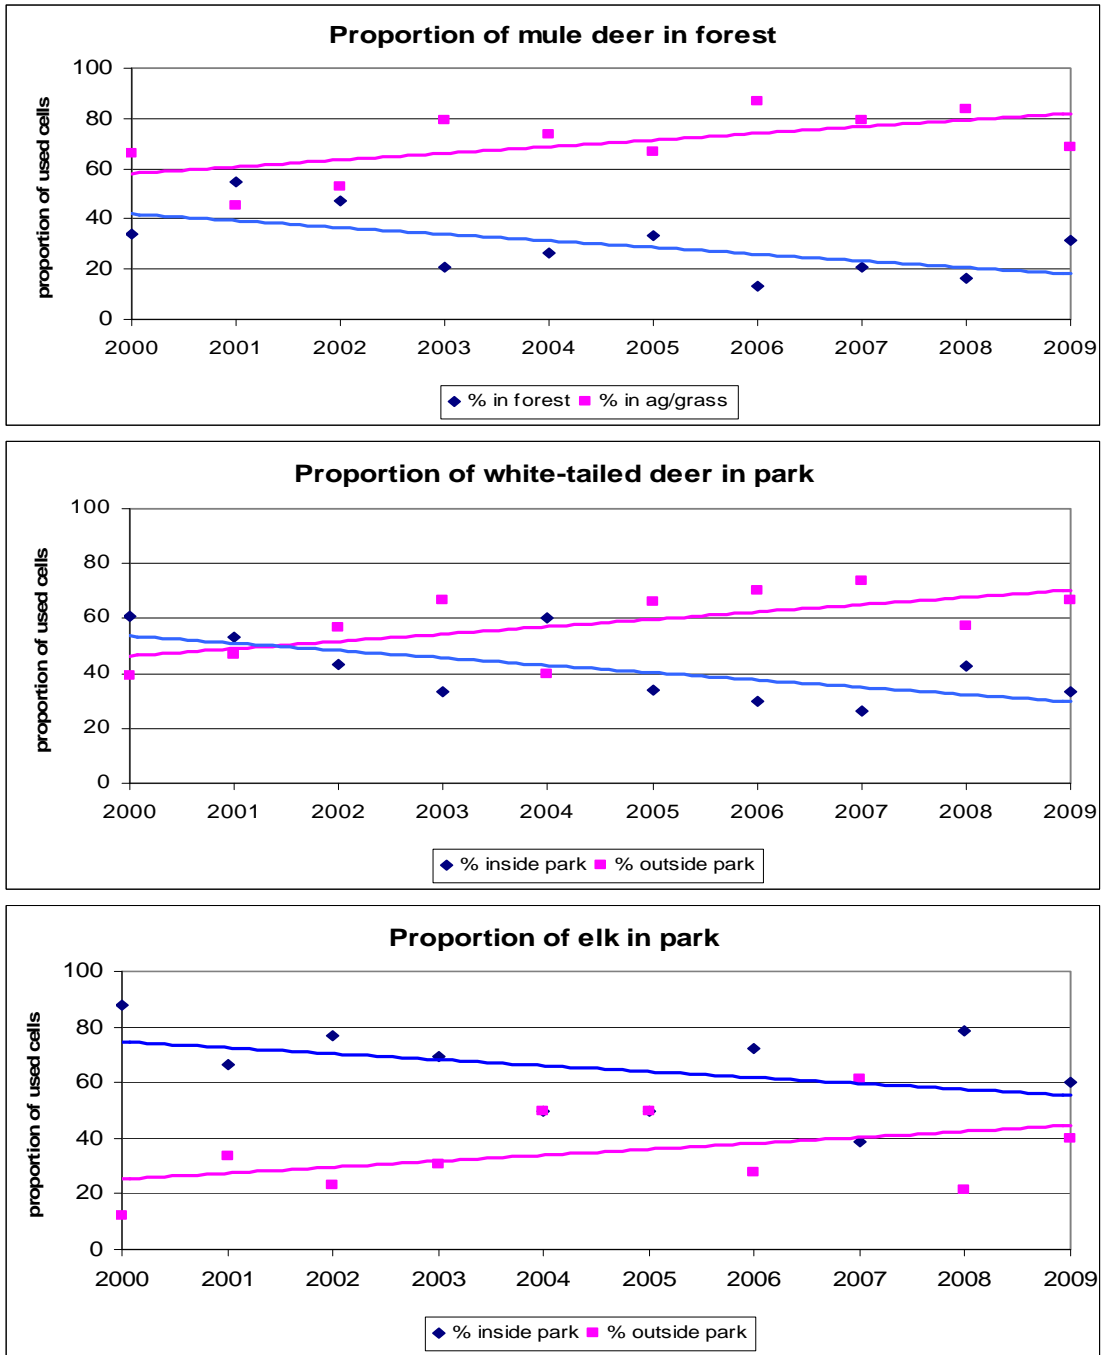 Proportion of mule deer in forest
proportion of used cells
100
80
60
40
20
0
2000 2001 2002 2003 2004 2005 2006 2007 2008 2009
% in forest % in ag/grass
Proportion of white-tailed deer in park
proportion of used cells
100
80
60
40
20
0
2000 2001 2002 2003 2004 2005 2006 2007 2008 2009
% inside park % outside park
Proportion of elk in park
proportion of used cells
100
80
60
40
20
0
2000 2001 2002 2003 2004 2005 2006 2007 2008 2009
% inside park % outside park